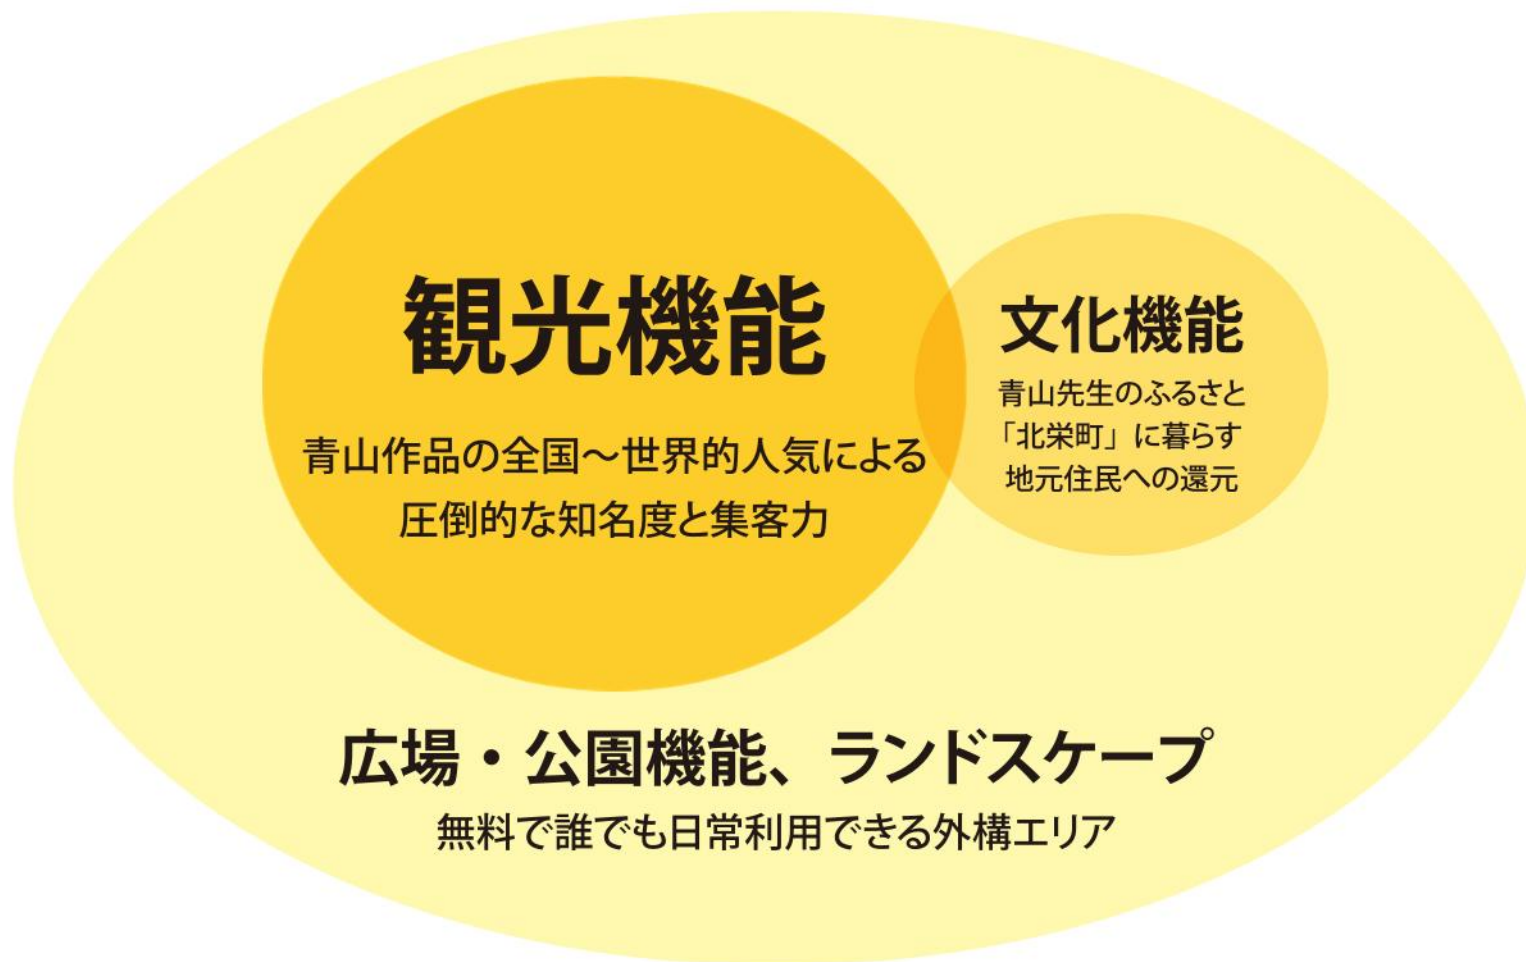 観光機能
青山作品の全国～世界的人気による
圧倒的な知名度と集客力
文化機能
青山先生のふるさと
「北栄町」に暮らす
地元住民への還元
広場・公園機能、ランドスケープ
無料で誰でも日常利用できる外構エリア